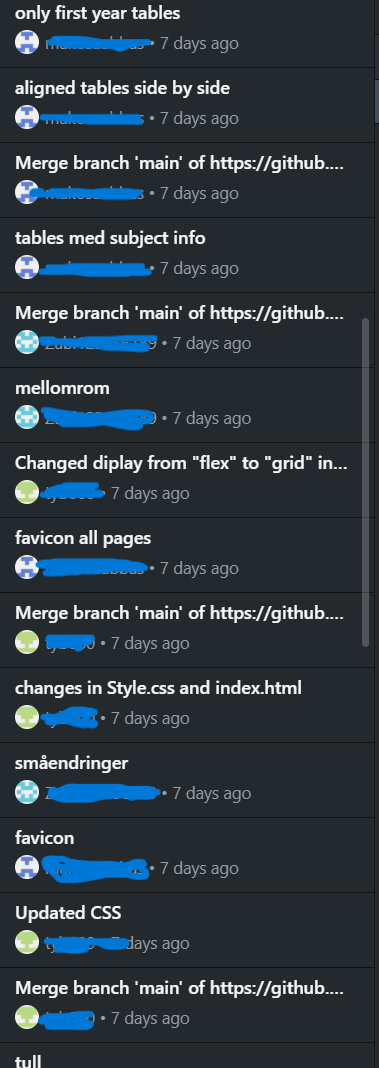 only first year tables
• 7 days ago
aligned tables side by side
• 7 days ago
Merge branch 'main' of https://github....
• 7 days ago
tables med subject info
• 7 days ago
Merge branch 'main' of https://github....
• 7 days ago
mellomrom
• 7 days ago
Changed diplay from "flex" to "grid" in...
• 7 days ago
favicon all pages
• 7 days ago
Merge branch 'main' of https://github....
• 7 days ago
changes in Style.css and index.html
• 7 days ago
småendringer
• 7 days ago
favicon
• 7 days ago
Updated CSS
days ago
Merge branch 'main' of https://github....
• 7 days ago
tull